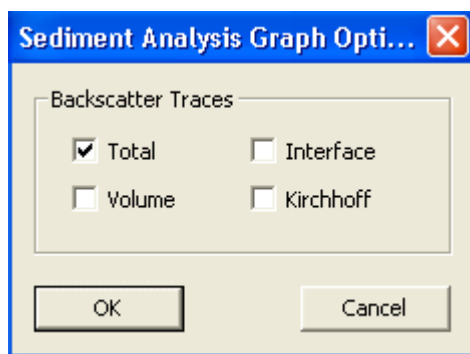 Sediment Analysis Graph Opti...
Backscatter Traces
Total Interface
Volume Kirchhoff
OK Cancel